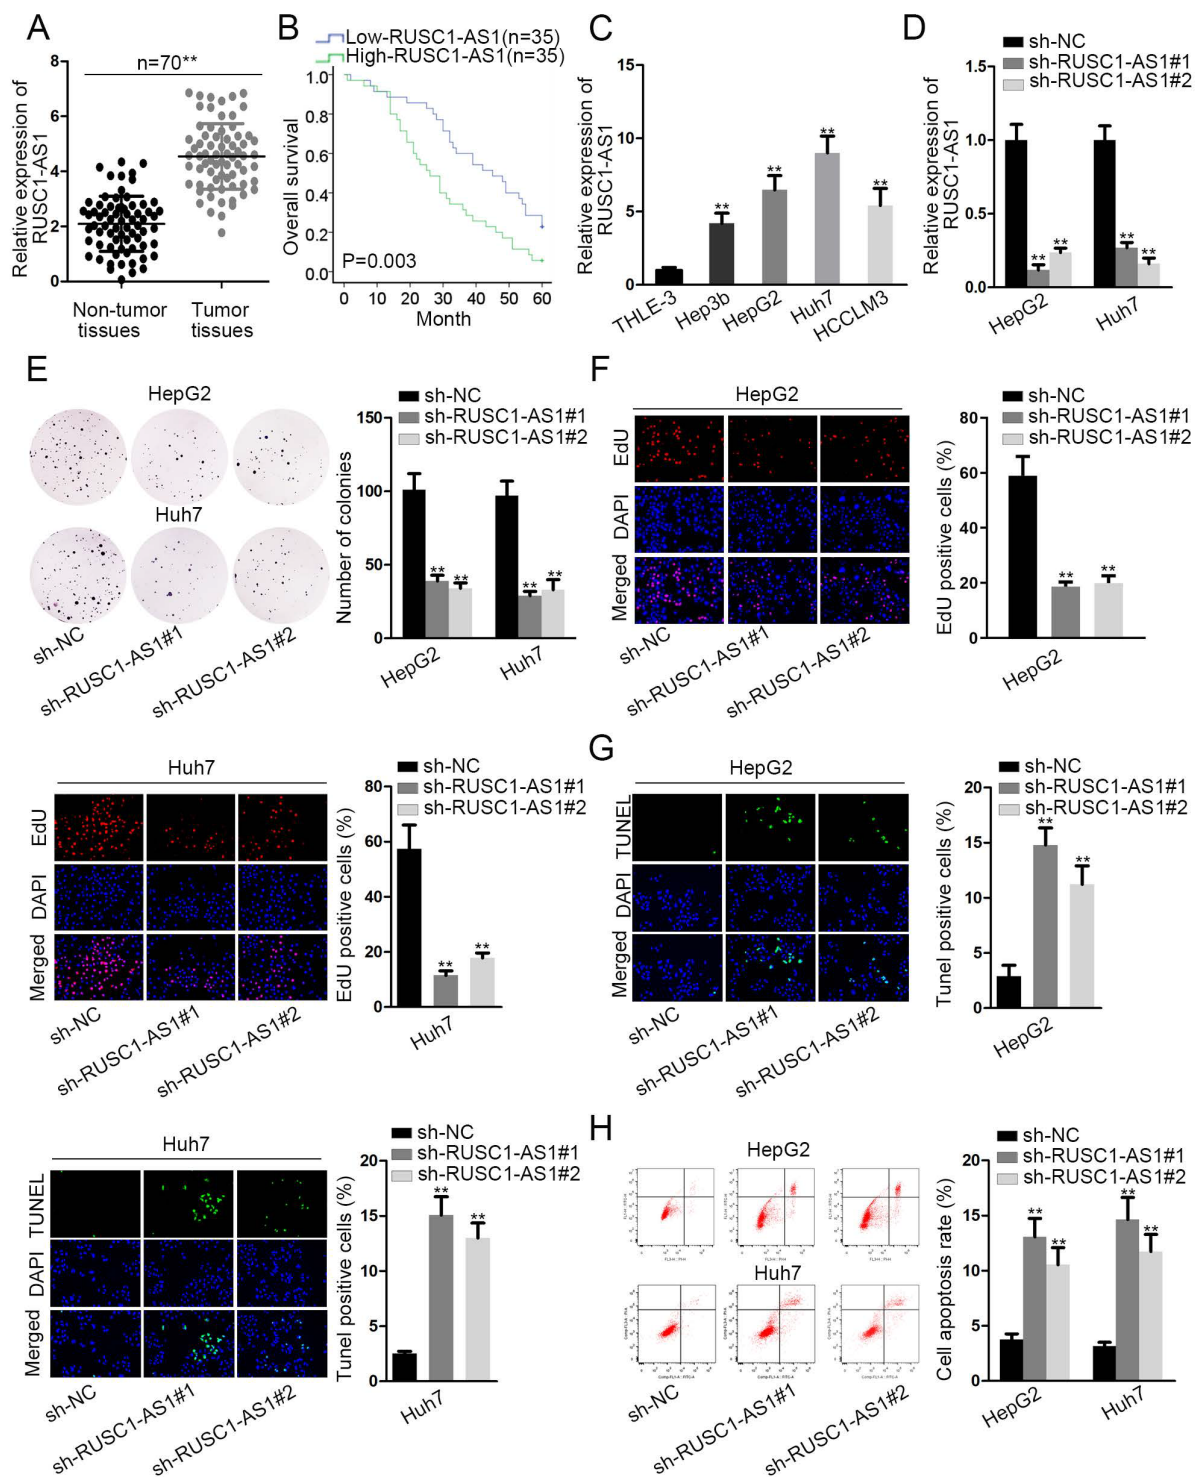 A
n=70**
Relative expression of
RUSC1-AS1
8
6
4
2
0
Non-tumor
tissues
Tumor
tissues
B
Low-RUSC1-AS1(n=35)
High-RUSC1-AS1(n=35)
Overall survival
1.0
0.8
0.6
0.4
0.2
0.0
P=0.003
0 10 20 30 40 50 60
Month
C
Relative expression of
RUSC1-AS1
15
10
5
0
** ** ** **
THLE-3
Hep3b
HepG2
Huh7
HCCLM3
D
sh-NC
sh-RUSC1-AS1#1
sh-RUSC1-AS1#2
Relative expression of
RUSC1-AS1
1.5
1.0
0.5
0.0
** ** ** **
HepG2
Huh7
E
HepG2
Huh7
sh-NC
sh-RUSC1-AS1#1
sh-RUSC1-AS1#2
sh-NC
sh-RUSC1-AS1#1
sh-RUSC1-AS1#2
Number of colonies
150
100
50
0
** ** ** **
HepG2
Huh7
F
HepG2
EdU
DAPI
Merged
sh-NC
sh-RUSC1-AS1#1
sh-RUSC1-AS1#2
sh-NC
sh-RUSC1-AS1#1
sh-RUSC1-AS1#2
EdU positive cells (%)
80
60
40
20
0
** **
HepG2
Huh7
EdU
DAPI
Merged
sh-NC
sh-RUSC1-AS1#1
sh-RUSC1-AS1#2
sh-NC
sh-RUSC1-AS1#1
sh-RUSC1-AS1#2
EdU positive cells (%)
80
60
40
20
0
** **
Huh7
G
HepG2
TUNEL
DAPI
Merged
sh-NC
sh-RUSC1-AS1#1
sh-RUSC1-AS1#2
sh-NC
sh-RUSC1-AS1#1
sh-RUSC1-AS1#2
Tunel positive cells (%)
20
15
10
5
0
** **
HepG2
Huh7
TUNEL
DAPI
Merged
sh-NC
sh-RUSC1-AS1#1
sh-RUSC1-AS1#2
sh-NC
sh-RUSC1-AS1#1
sh-RUSC1-AS1#2
Tunel positive cells (%)
20
15
10
5
0
** **
Huh7
H
HepG2
Huh7
sh-NC
sh-RUSC1-AS1#1
sh-RUSC1-AS1#2
sh-NC
sh-RUSC1-AS1#1
sh-RUSC1-AS1#2
Cell apoptosis rate (%)
20
15
10
5
0
** ** ** **
HepG2
Huh7